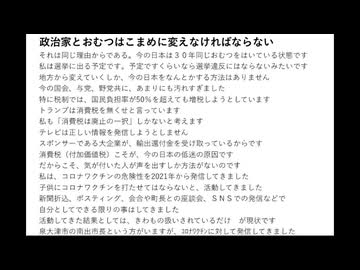 政治家とおむつはこまめに変えなければならない
それは同じ理由からである。今の日本は３０年同じおむつをはいている状態です
私は選挙に出る予定です。予定ですくらいなら選挙違反にはならないみたいです
地方から変えていくしか、今の日本をなんとかする方法はありません
今の国会、与党、野党共に、あまりにも汚すぎました
特に税制では、国民負担率が50％を超えても増税しようとしています
トランプは消費税を無くせと言っています
私も「消費税は廃止の一択」しかないと考えます
テレビは正しい情報を発信しようとしません
スポンサーである大企業が、輸出還付金を受け取っているからです
消費税（付加価値税）こそが、今の日本の低迷の原因です
だからこそ、気が付いた人が声を出すしか方法がないのです
私は、コロナワクチンの危険性を2021年から発信してきました
子供にコロナワクチンを打たせてはならないと、活動してきました
新聞折込、ポスティング、会合や町長との座談会、ＳＮＳでの発信などで
自分としてできる限りの事はしてきました
活動してきた結果としては、きわもの扱いされているだけ　が現状です
泉大津市の南出市長という方がいますが、ｺﾛﾅﾜｸﾁﾝに対して発信してきました